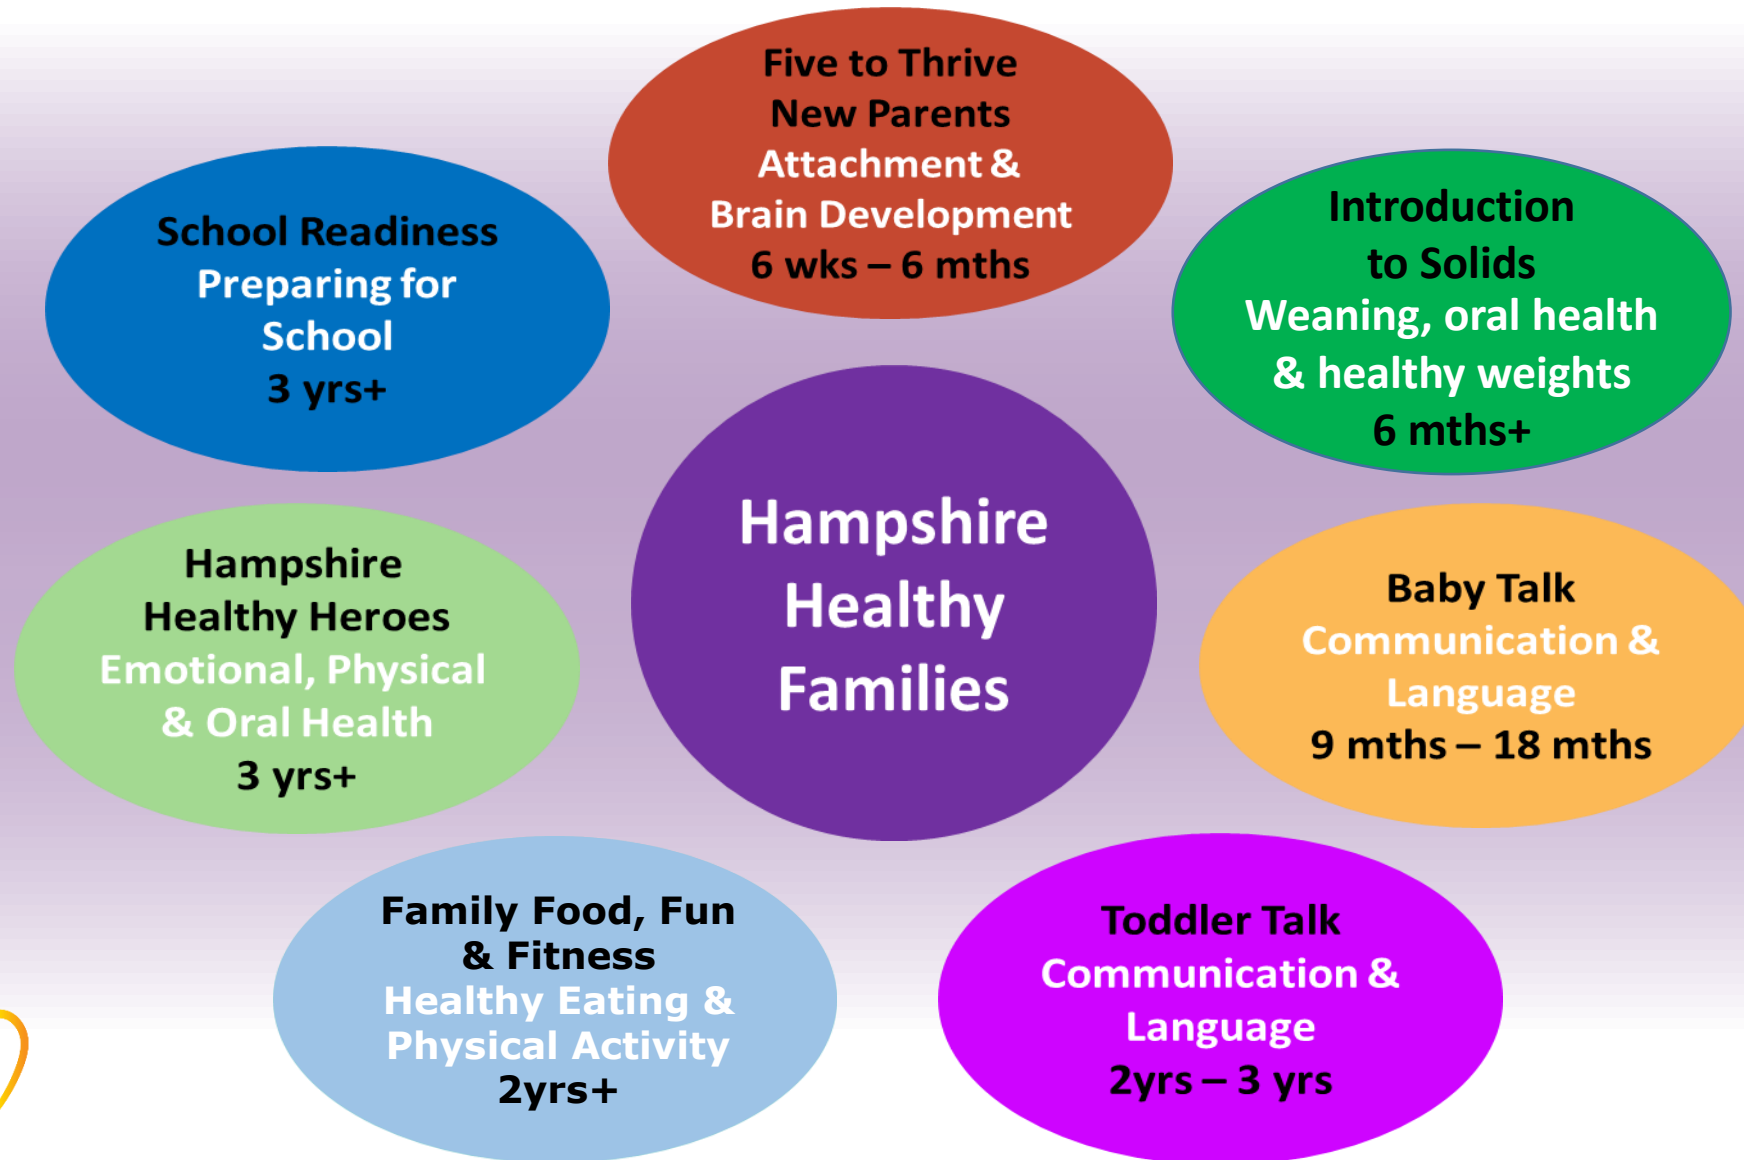 Five to Thrive
New Parents
Attachment &
Brain Development
6 wks – 6 mths
School Readiness
Preparing for
School
3 yrs+
Introduction
to Solids
Weaning, oral health
& healthy weights
6 mths+
Hampshire
Healthy
Families
Hampshire
Healthy Heroes
Emotional, Physical
& Oral Health
3 yrs+
Baby Talk
Communication &
Language
9 mths – 18 mths
Family Food, Fun
& Fitness
Healthy Eating &
Physical Activity
2yrs+
Toddler Talk
Communication &
Language
2yrs – 3 yrs